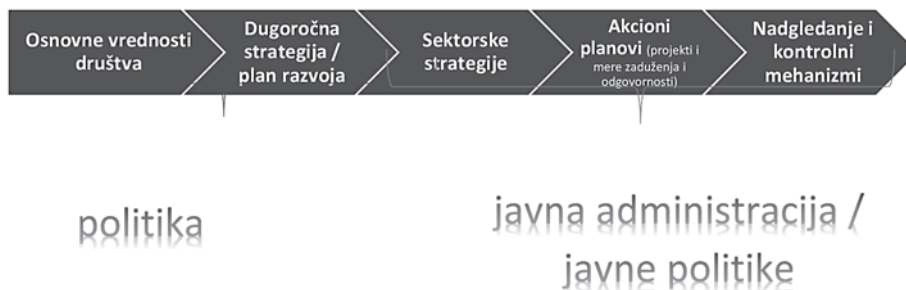 Osnovne vrednosti
društva
Dugoročna
strategija /
plan razvoja
Sektorske
strategije
Akcioni
planovi (projekti i
mere zaduženja i
odgovornosti)
Nadgledanje i
kontrolni
mehanizmi
politika
javna administracija /
javne politike